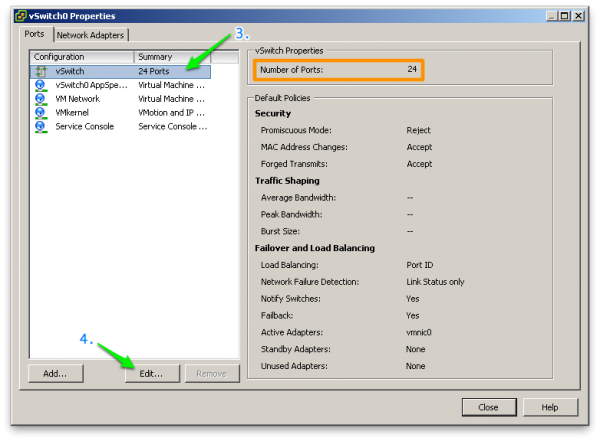 vSwitch0 Properties
Ports Network Adapters
3.
Configuration Summary
vSwitch 24 Ports
vSwitch0 AppSpe... Virtual Machine ...
VM Network Virtual Machine ...
VMkernel VMotion and IP ...
Service Console Service Console ...
4.
Add... Edit... Remove
vSwitch Properties
Number of Ports: 24
Default Policies
Security
Promiscuous Mode: Reject
MAC Address Changes: Accept
Forged Transmits: Accept
Traffic Shaping
Average Bandwidth: --
Peak Bandwidth: --
Burst Size: --
Failover and Load Balancing
Load Balancing: Port ID
Network Failure Detection: Link Status only
Notify Switches: Yes
Failback: Yes
Active Adapters: vmnic0
Standby Adapters: None
Unused Adapters: None
Close Help